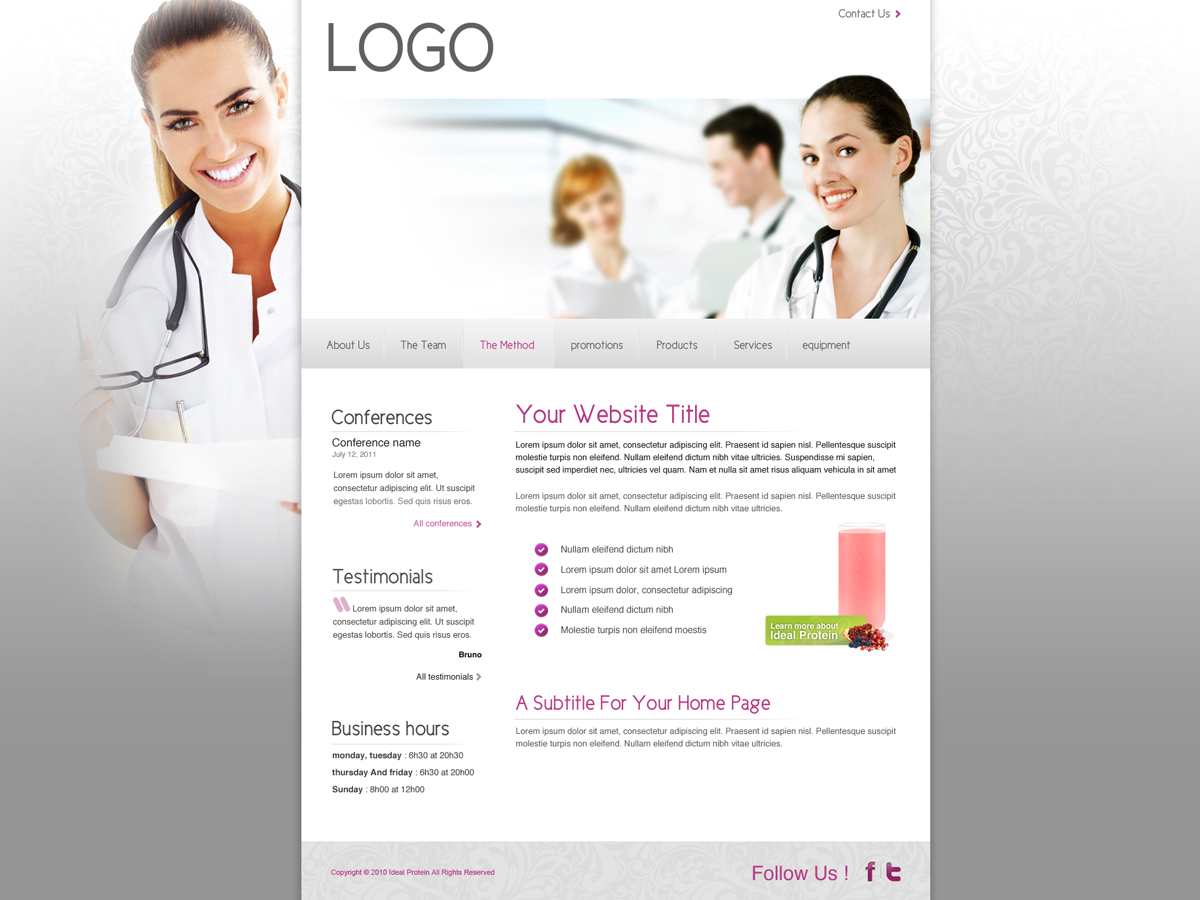 Contact Us
LOGO
About Us
The Team
The Method
promotions
Products
Services
equipment
Conferences
Conference name
July 12, 2011
Lorem ipsum dolor sit amet,
consectetur adipiscing elit. Ut suscipit
egestas lobortis. Sed quis risus eros.
All conferences
Testimonials
Lorem ipsum dolor sit amet,
consectetur adipiscing elit. Ut suscipit
egestas lobortis. Sed quis risus eros.
Bruno
All testimonials
Business hours
monday, tuesday : 6h30 at 20h30
thursday And friday : 6h30 at 20h00
Sunday : 8h00 at 12h00
Your Website Title
Lorem ipsum dolor sit amet, consectetur adipiscing elit. Praesent id sapien nisl. Pellentesque suscipit
molestie turpis non eleifend. Nullam eleifend dictum nibh vitae ultricies. Suspendisse mi sapien,
suscipit sed imperdiet nec, ultricies vel quam. Nam et nulla sit amet risus aliquam vehicula in sit amet
Lorem ipsum dolor sit amet, consectetur adipiscing elit. Praesent id sapien nisl. Pellentesque suscipit
molestie turpis non eleifend. Nullam eleifend dictum nibh vitae ultricies.
Nullam eleifend dictum nibh
Lorem ipsum dolor sit amet Lorem ipsum
Lorem ipsum dolor, consectetur adipiscing
Nullam eleifend dictum nibh
Molestie turpis non eleifend moestis
Learn more about
Ideal Protein
A Subtitle For Your Home Page
Lorem ipsum dolor sit amet, consectetur adipiscing elit. Praesent id sapien nisl. Pellentesque suscipit
molestie turpis non eleifend. Nullam eleifend dictum nibh vitae ultricies.
Copyright © 2010 Ideal Protein All Rights Reserved
Follow Us !